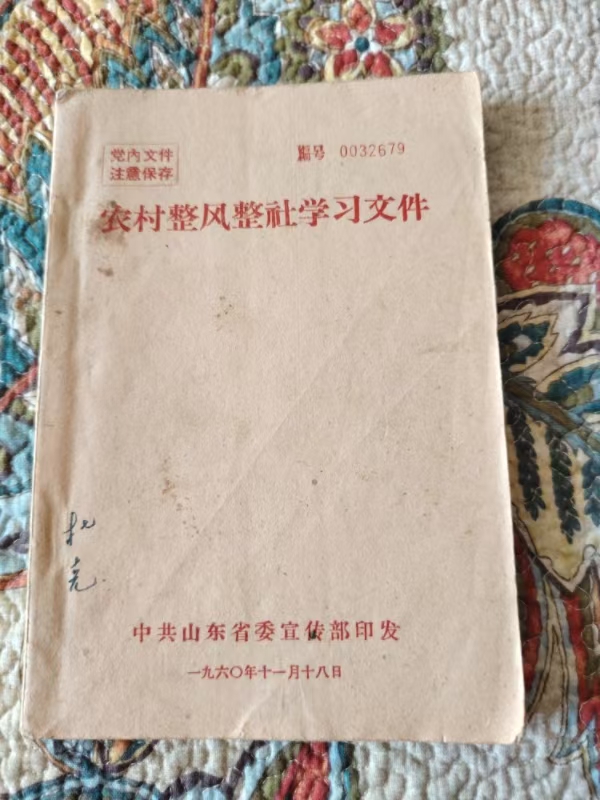 党内文件
注意保存
编号 0032679
农村整风整社学习文件
中共山东省委宣传部印发
一九六〇年十一月十八日